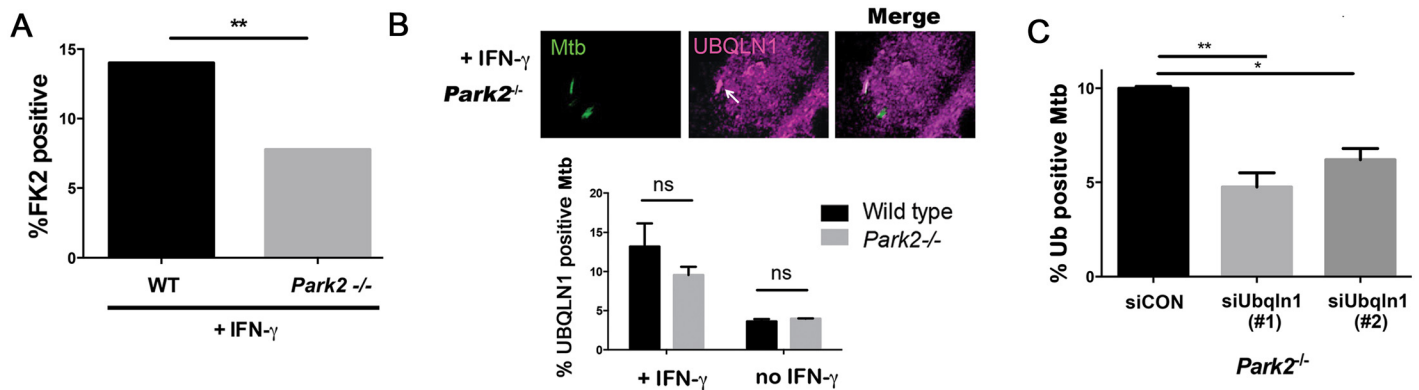 A
**
%FK2 positive
15
10
5
0
WT Park2 -/-
+ IFN-γ
B
Merge
+ IFN-γ
Park2-/-
Mtb
UBQLN1
% UBQLN1 positive Mtb
20
15
10
5
0
ns
ns
Wild type
Park2-/-
+ IFN-γ no IFN-γ
C
**
*
% Ub positive Mtb
10
5
0
siCON siUbqln1 siUbqln1
(#1) (#2)
Park2-/-